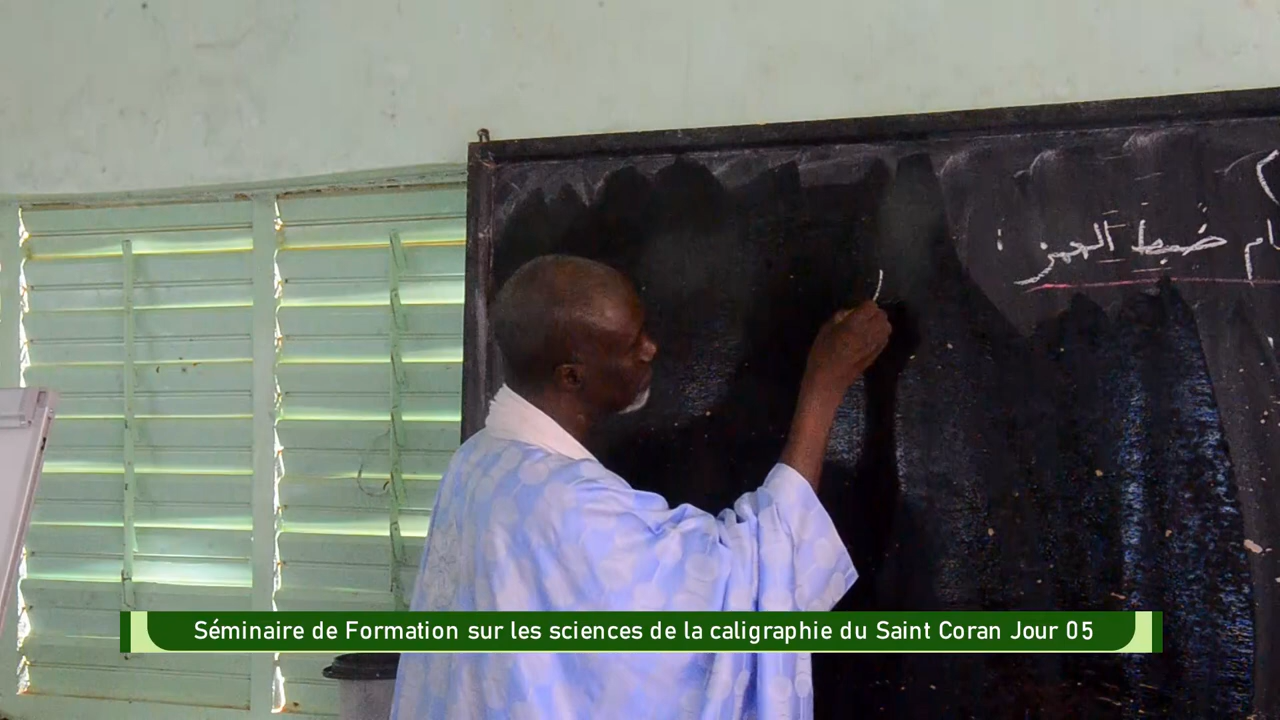 ضبط الهمز :
Séminaire de Formation sur les sciences de la caligraphie du Saint Coran Jour 05